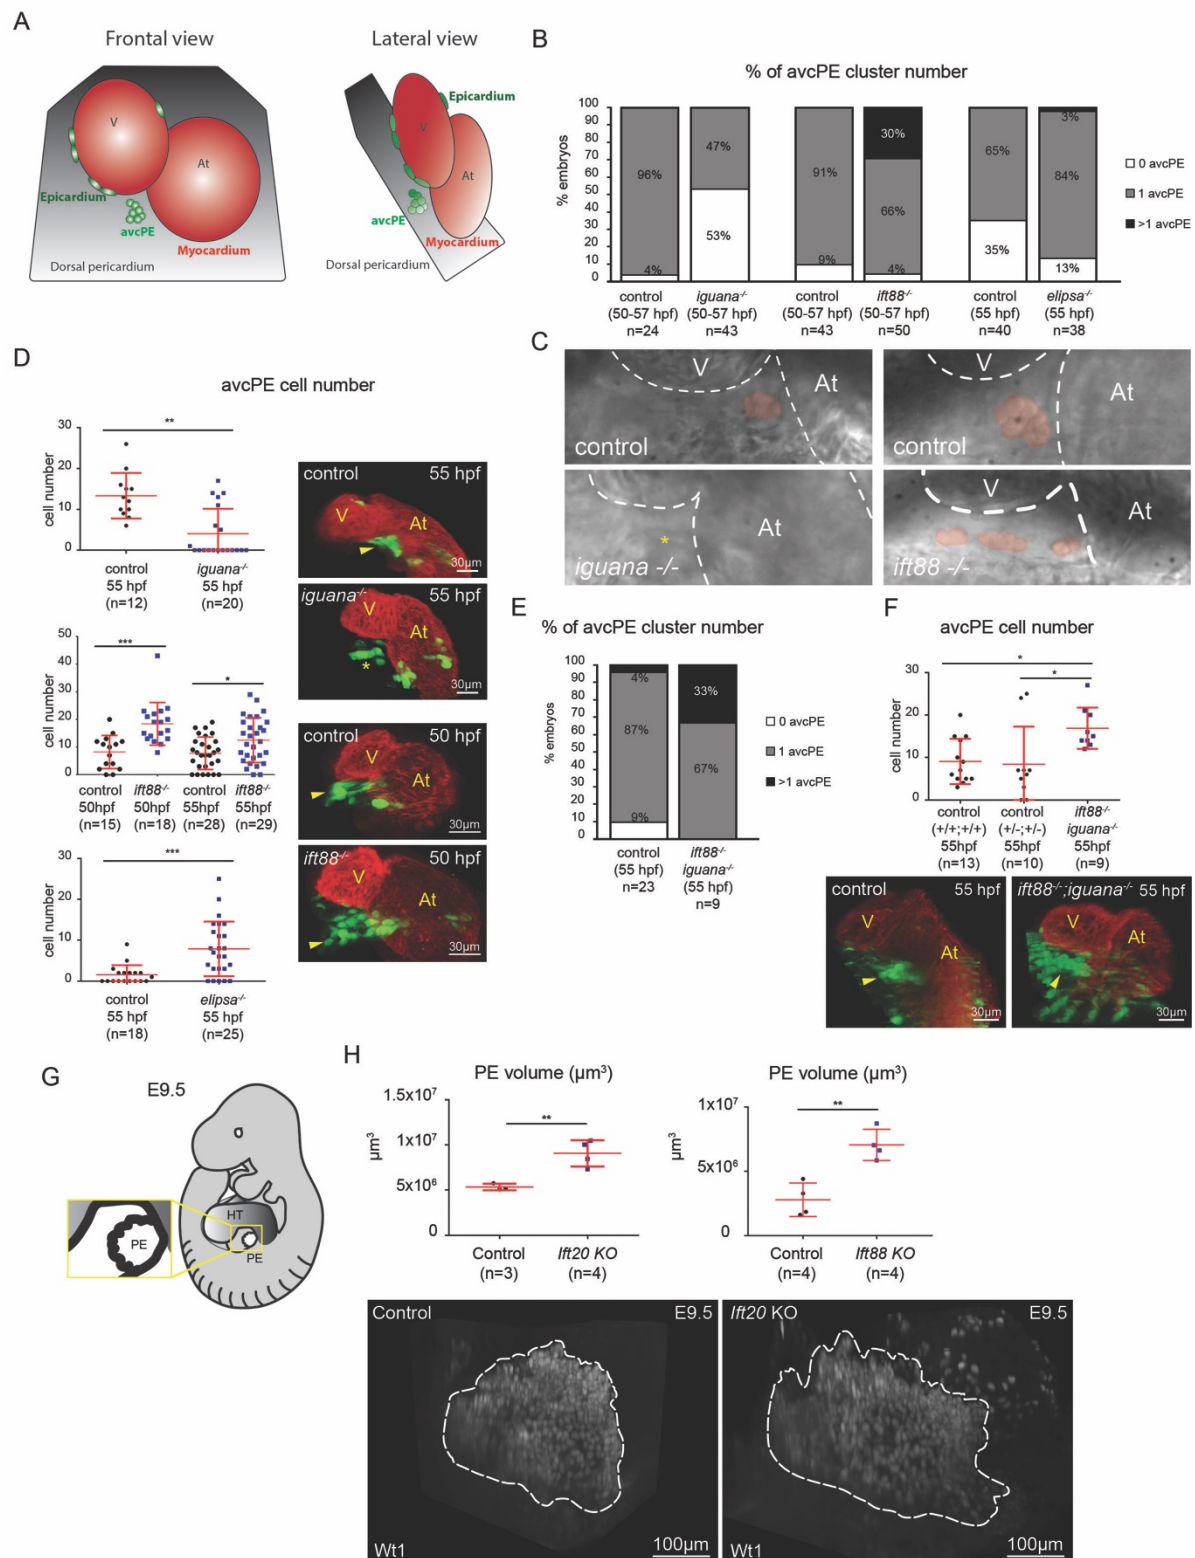 A
Frontal view
Lateral view
V
At
Epicardium
avcPE
Myocardium
Dorsal pericardium
Epicardium
V
At
avcPE
Myocardium
Dorsal pericardium
B
% of avcPE cluster number
% embryos
100
90
80
70
60
50
40
30
20
10
0
96%
4%
47%
53%
91%
9%
30%
66%
4%
65%
35%
3%
84%
13%
0 avcPE
1 avcPE
>1 avcPE
control
(50-57 hpf)
n=24
iguana-/-
(50-57 hpf)
n=43
control
(50-57 hpf)
n=43
ift88-/-
(50-57 hpf)
n=50
control
(55 hpf)
n=40
elipsa-/-
(55 hpf)
n=38
C
V
At
control
V
At
control
V
At
*
iguana -/-
V
At
ift88 -/-
D
avcPE cell number
cell number
30
20
10
0
**
control
55 hpf
(n=12)
iguana-/-
55 hpf
(n=20)
cell number
50
40
30
20
10
0
***
*
control
50hpf
(n=15)
ift88-/-
50hpf
(n=18)
control
55hpf
(n=28)
ift88-/-
55hpf
(n=29)
cell number
30
20
10
0
***
control
55 hpf
(n=18)
elipsa-/-
55 hpf
(n=25)
control 55 hpf
V
At
30µm
iguana-/- 55 hpf
V
At
*
30µm
control 50 hpf
V
At
30µm
ift88-/- 50 hpf
V
At
30µm
E
% of avcPE cluster number
% embryos
100
90
80
70
60
50
40
30
20
10
0
4%
87%
9%
33%
67%
0 avcPE
1 avcPE
>1 avcPE
control
(55 hpf)
n=23
ift88-/-
iguana-/-
(55 hpf)
n=9
F
avcPE cell number
cell number
30
20
10
0
*
*
control
(+/+;+/+)
55hpf
(n=13)
control
(+/-;+/-)
55hpf
(n=10)
ift88-/-
iguana-/-
55hpf
(n=9)
control 55 hpf
V
At
30µm
ift88-/-;iguana-/- 55 hpf
V
At
30µm
G
E9.5
HT
PE
PE
H
PE volume (µm³)
µm³
1.5x10⁷
1x10⁷
5x10⁶
0
**
Control
(n=3)
Ift20 KO
(n=4)
PE volume (µm³)
µm³
1x10⁷
5x10⁶
0
**
Control
(n=4)
Ift88 KO
(n=4)
Control E9.5
Wt1
100µm
Ift20 KO E9.5
Wt1
100µm